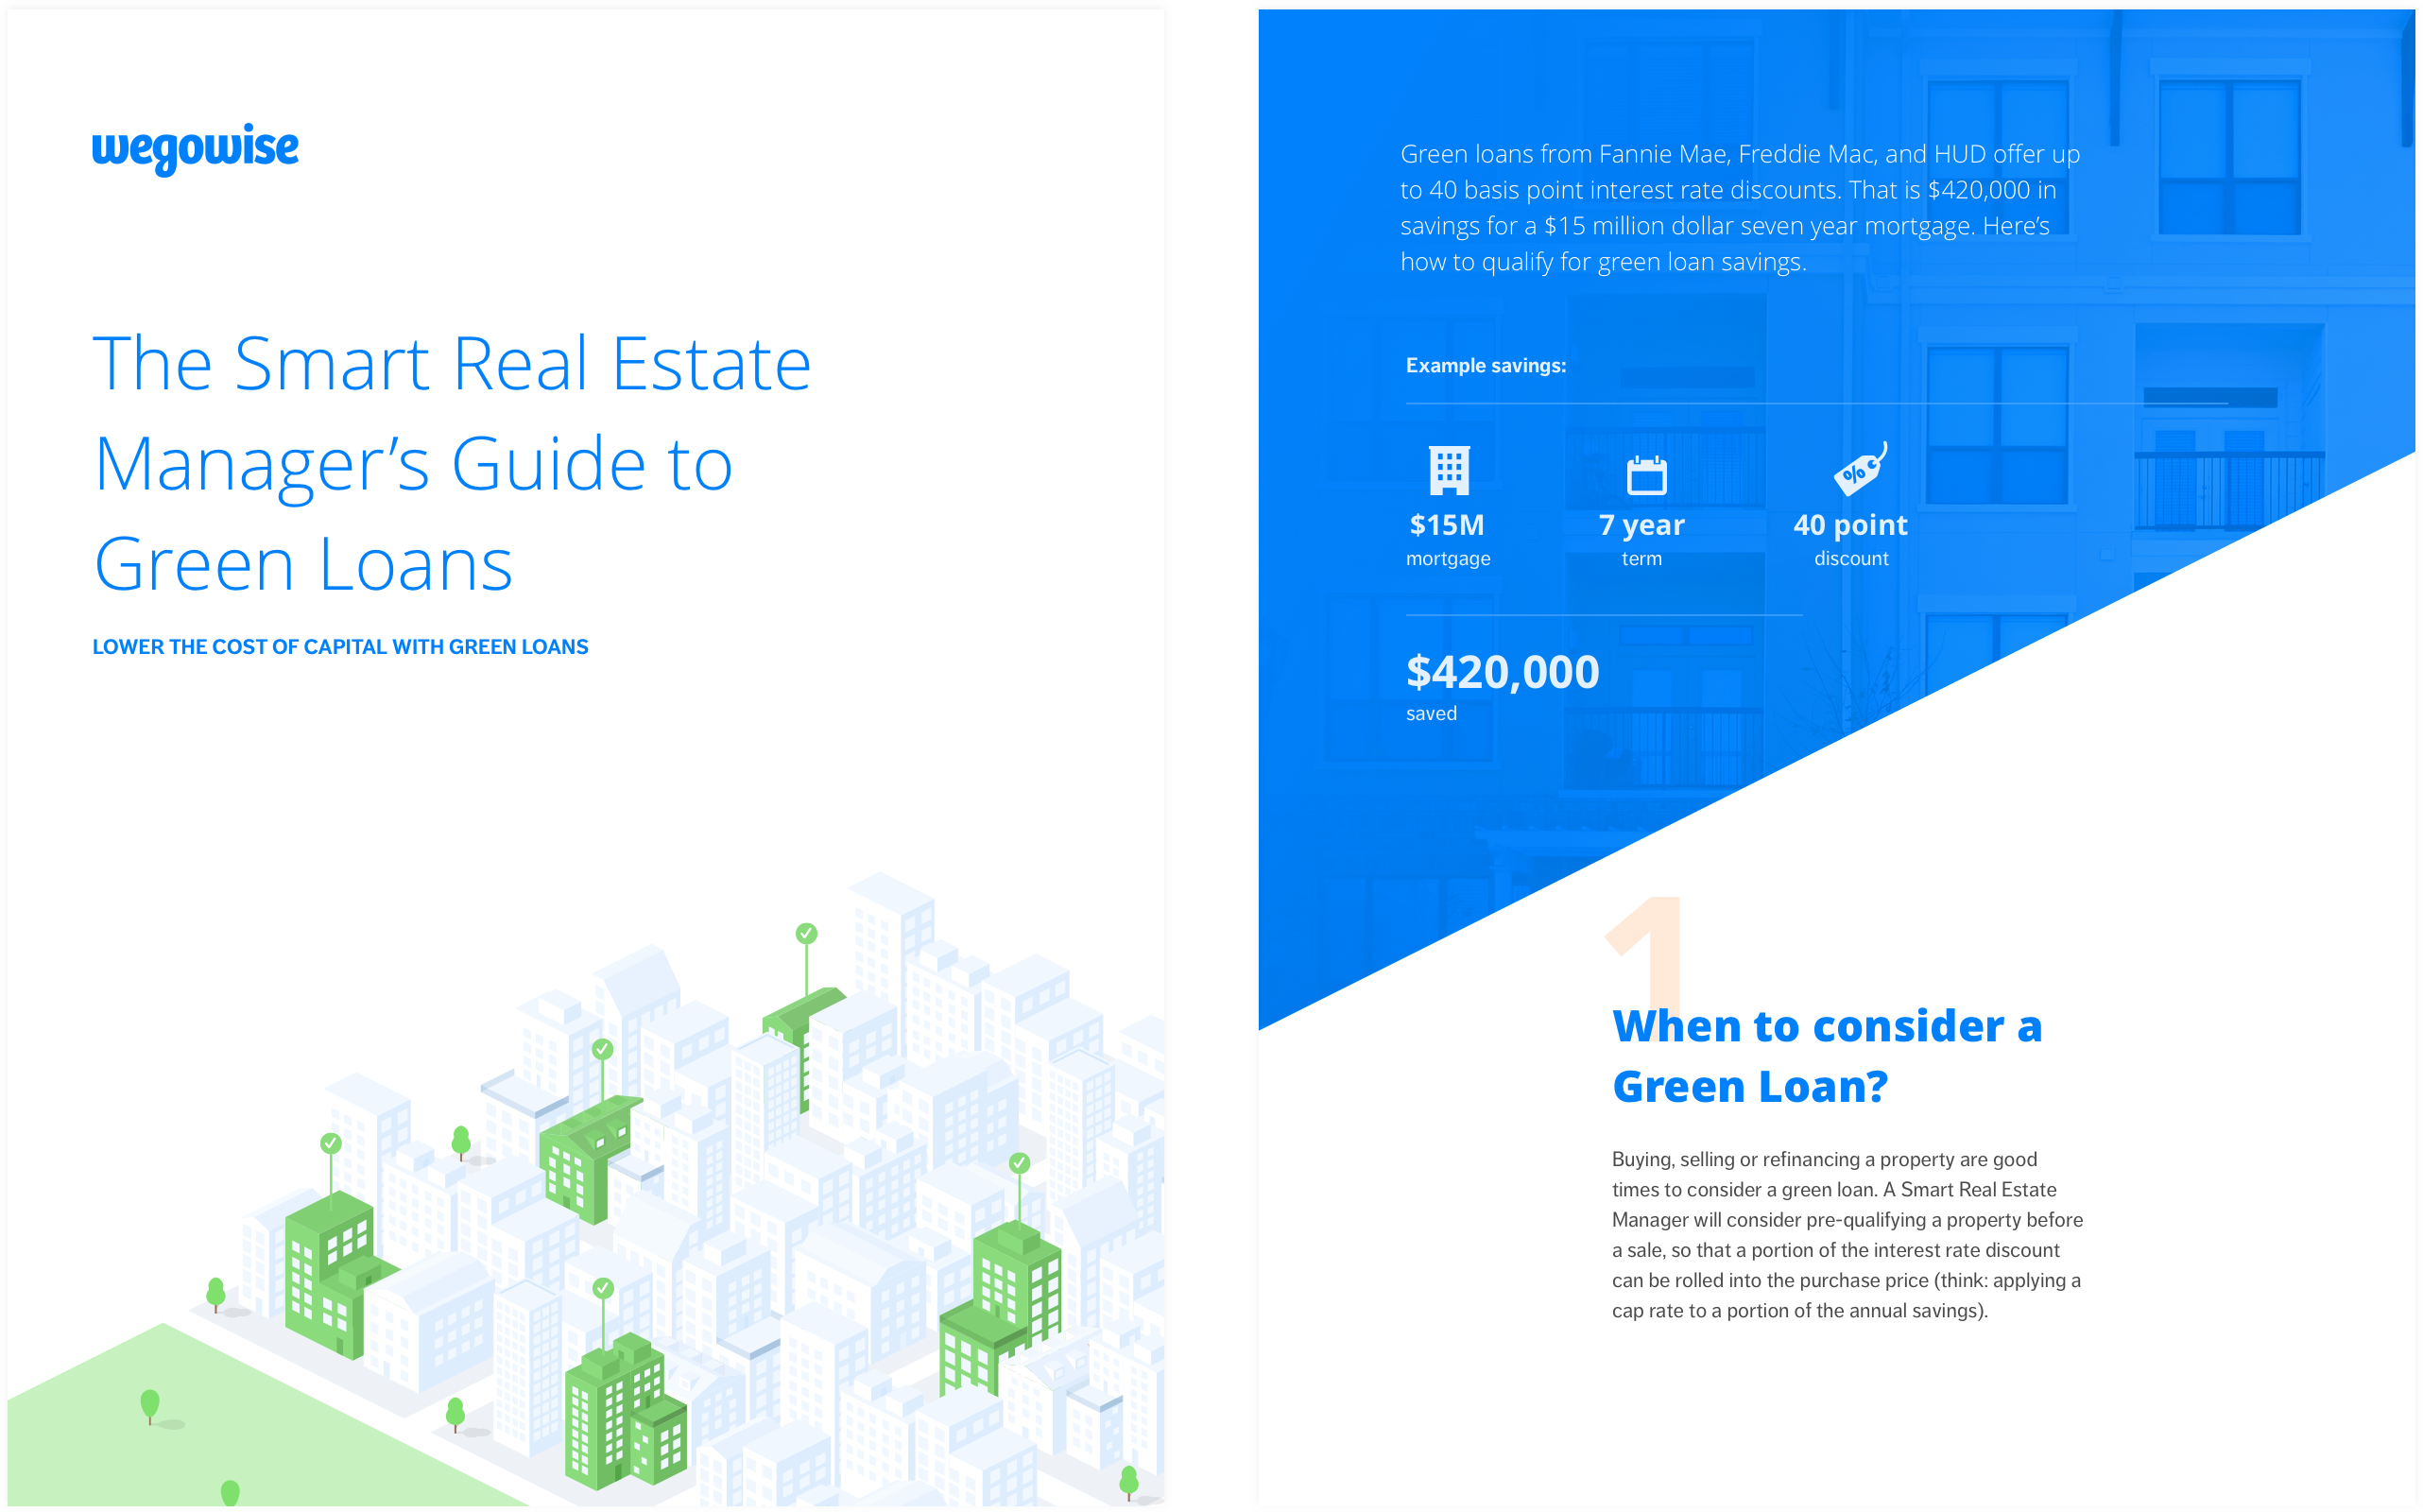 wegowise
The Smart Real Estate
Manager’s Guide to
Green Loans
LOWER THE COST OF CAPITAL WITH GREEN LOANS
Green loans from Fannie Mae, Freddie Mac, and HUD offer up
to 40 basis point interest rate discounts. That is $420,000 in
savings for a $15 million dollar seven year mortgage. Here’s
how to qualify for green loan savings.
Example savings:
%
$15M
mortgage
7 year
term
40 point
discount
$420,000
saved
1
When to consider a
Green Loan?
Buying, selling or refinancing a property are good
times to consider a green loan. A Smart Real Estate
Manager will consider pre-qualifying a property before
a sale, so that a portion of the interest rate discount
can be rolled into the purchase price (think: applying a
cap rate to a portion of the annual savings).